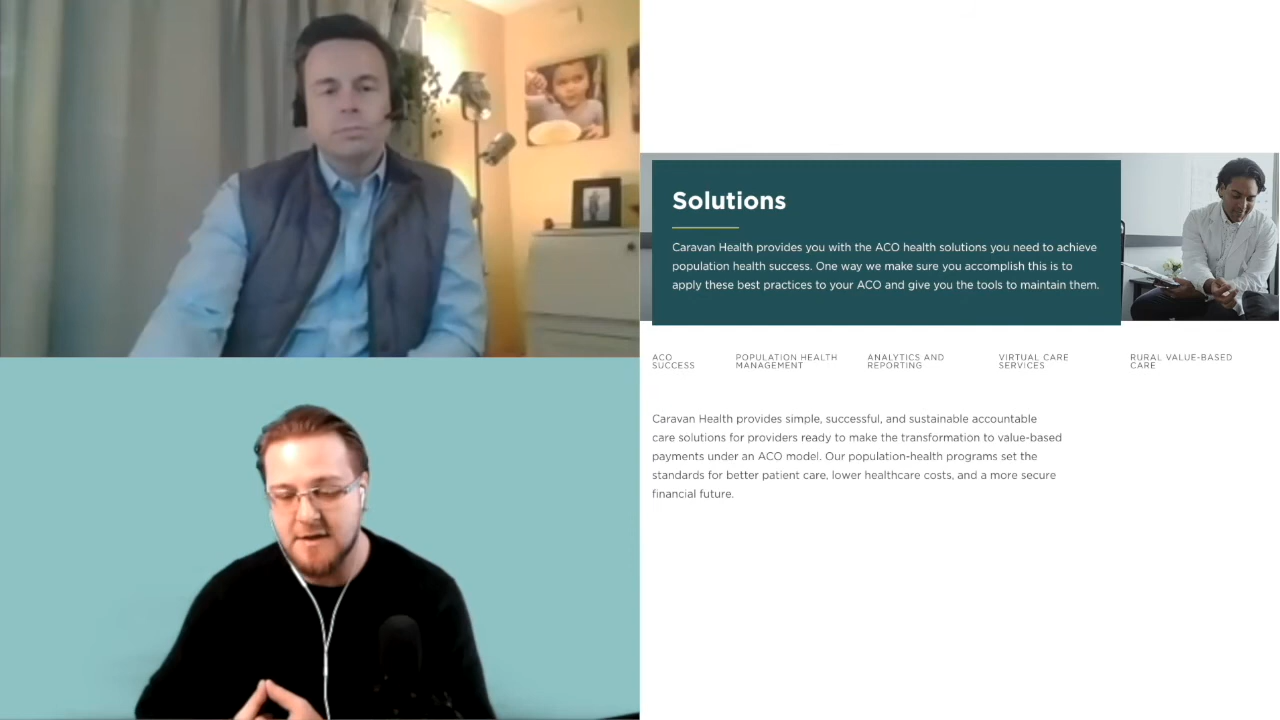 Solutions
Caravan Health provides you with the ACO health solutions you need to achieve
population health success. One way we make sure you accomplish this is to
apply these best practices to your ACO and give you the tools to maintain them.
ACO
SUCCESS
POPULATION HEALTH
MANAGEMENT
ANALYTICS AND
REPORTING
VIRTUAL CARE
SERVICES
RURAL VALUE-BASED
CARE
Caravan Health provides simple, successful, and sustainable accountable
care solutions for providers ready to make the transformation to value-based
payments under an ACO model. Our population-health programs set the
standards for better patient care, lower healthcare costs, and a more secure
financial future.